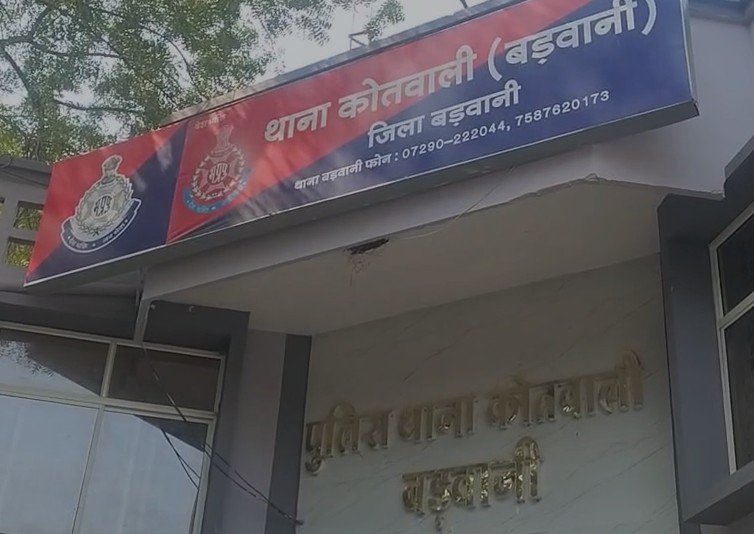 थाना कोतवाली (बड़वानी)
जिला बड़वानी
थाना बड़वानी फोन : 07290-222044, 7587620173
पुलिस थाना कोतवाली
बड़वानी